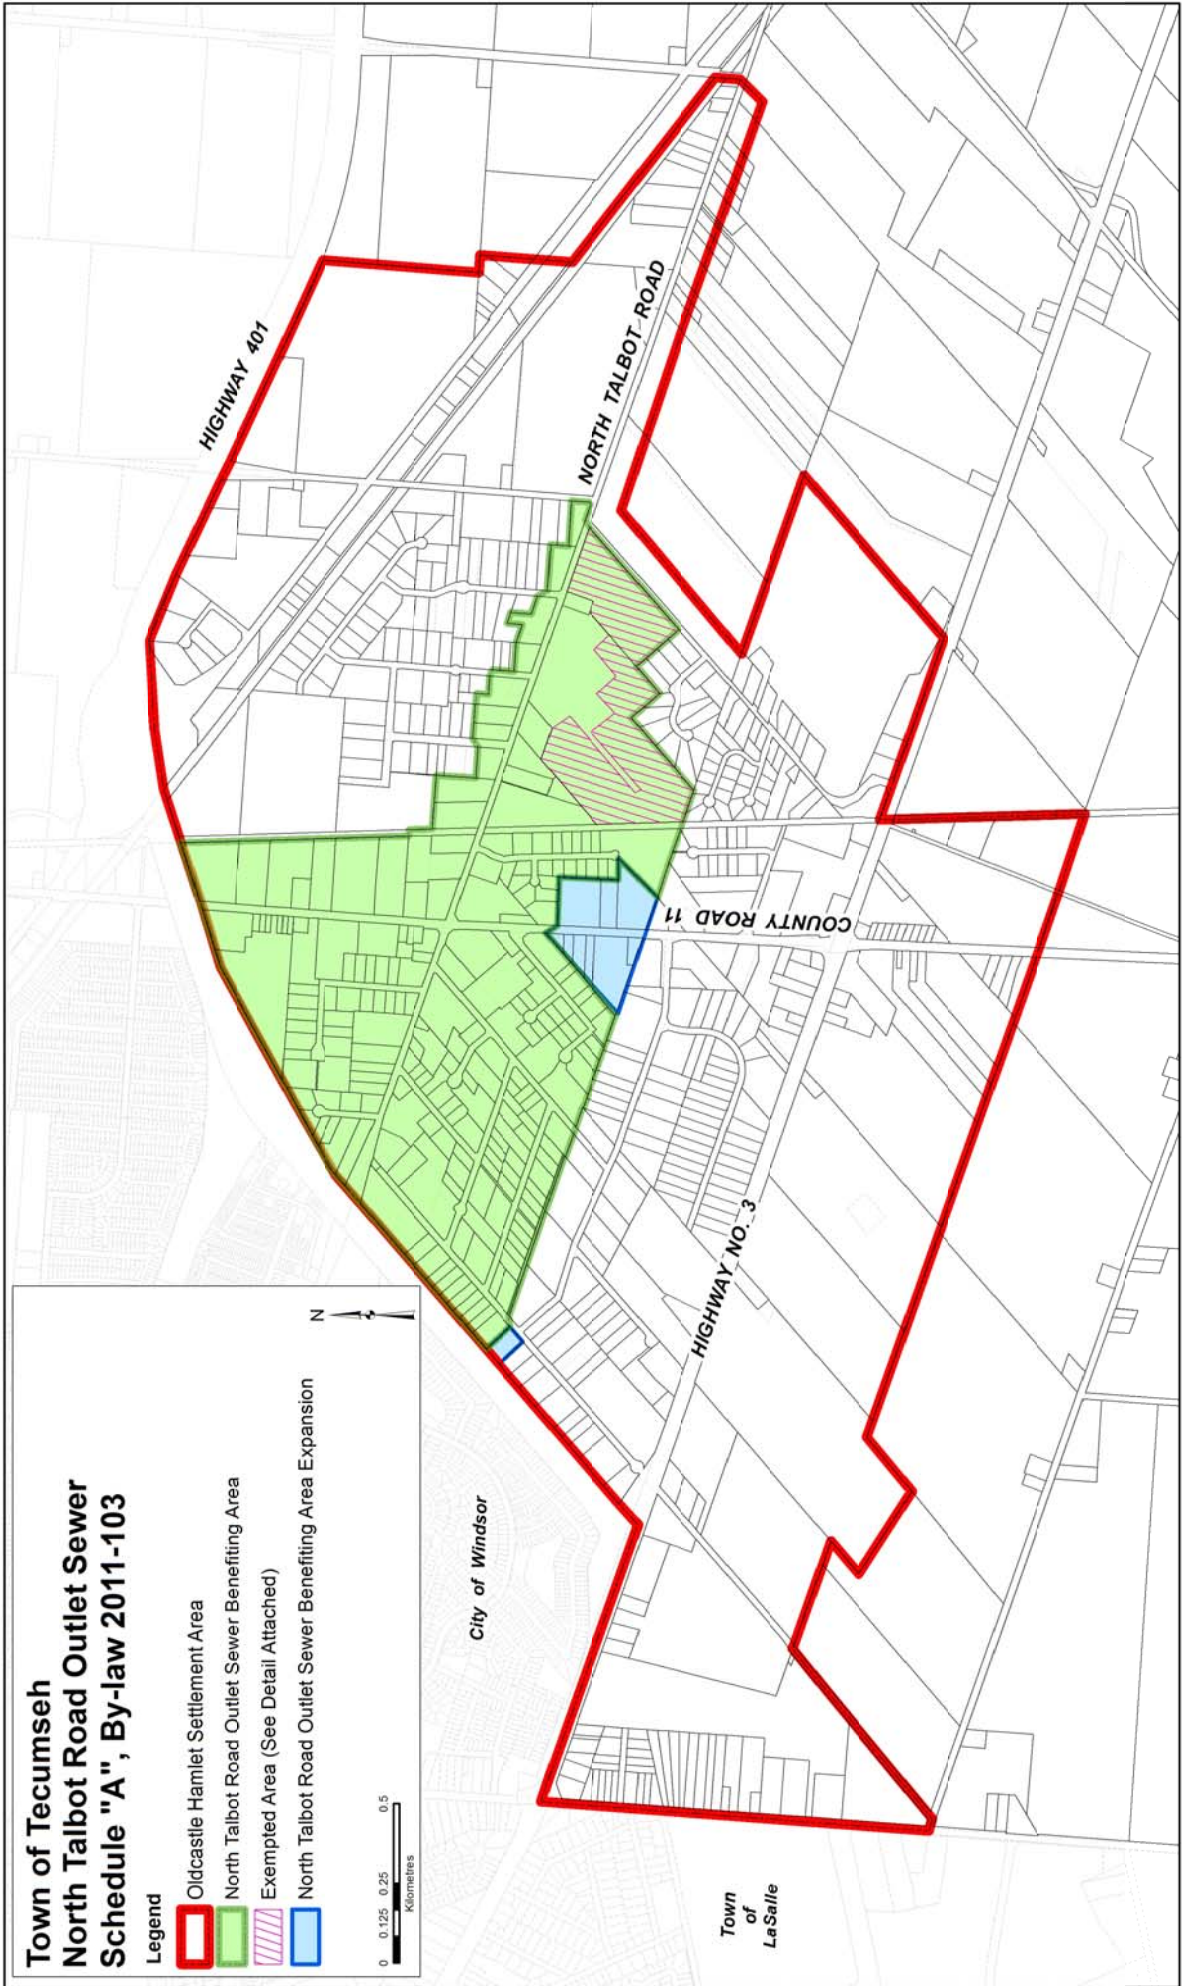 Town of Tecumseh
North Talbot Road Outlet Sewer
Schedule "A", By-law 2011-103
Legend
Oldcastle Hamlet Settlement Area
North Talbot Road Outlet Sewer Benefiting Area
Exempted Area (See Detail Attached)
North Talbot Road Outlet Sewer Benefiting Area Expansion
0 0.125 0.25 0.5
Kilometres
N
City of Windsor
Town
of
LaSalle
HIGHWAY 401
NORTH TALBOT ROAD
COUNTY ROAD 11
HIGHWAY NO. 3